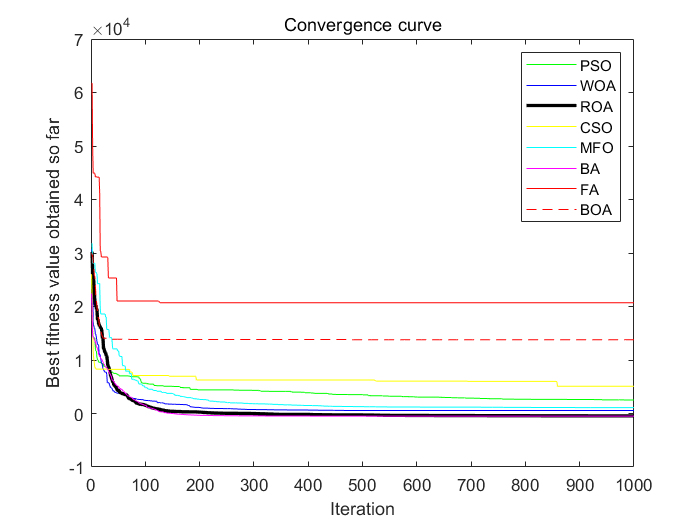 Convergence curve
×10^4
7
6
5
4
3
2
1
0
-1
Best fitness value obtained so far
0 100 200 300 400 500 600 700 800 900 1000
Iteration
PSO
WOA
ROA
CSO
MFO
BA
FA
BOA